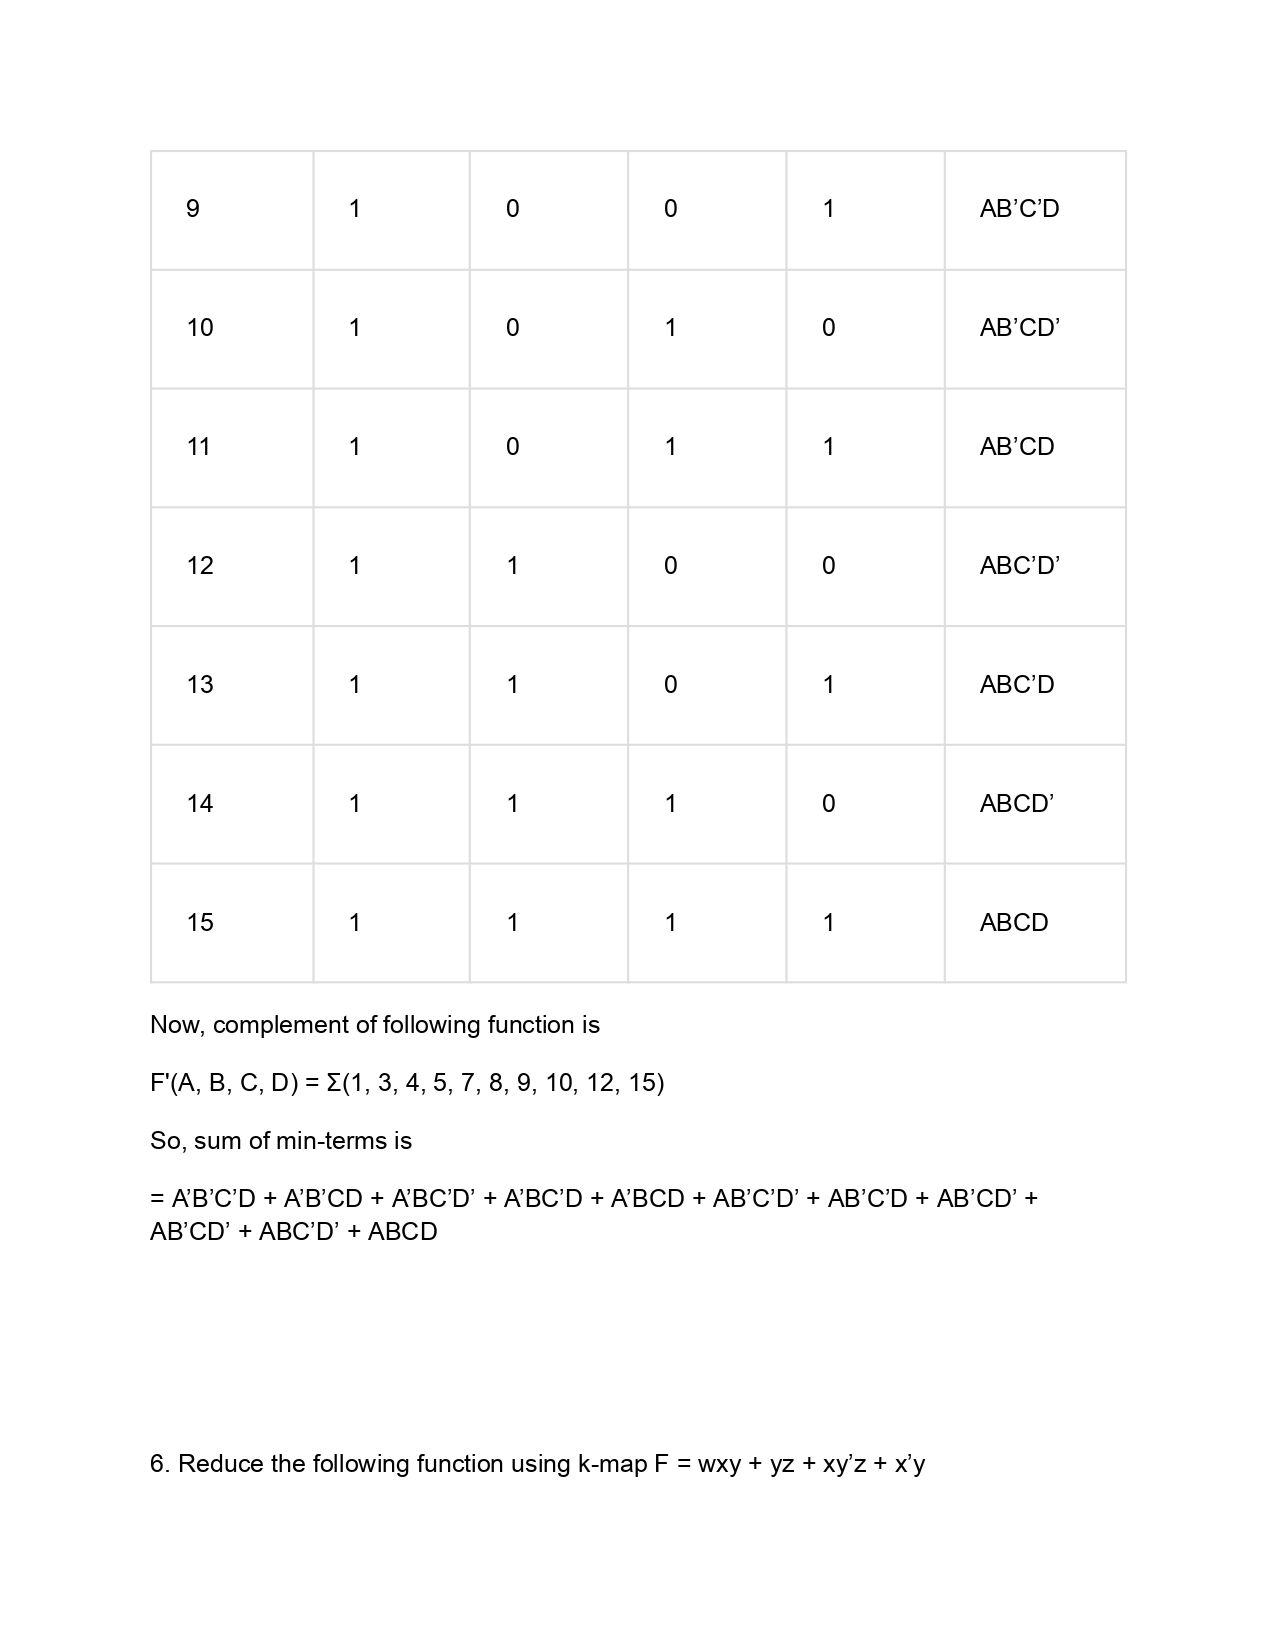 9 1 0 0 1 AB’C’D
10 1 0 1 0 AB’CD’
11 1 0 1 1 AB’CD
12 1 1 0 0 ABC’D’
13 1 1 0 1 ABC’D
14 1 1 1 0 ABCD’
15 1 1 1 1 ABCD
Now, complement of following function is
F'(A, B, C, D) = Σ(1, 3, 4, 5, 7, 8, 9, 10, 12, 15)
So, sum of min-terms is
= A’B’C’D + A’B’CD + A’BC’D’ + A’BC’D + A’BCD + AB’C’D’ + AB’C’D + AB’CD’ +
AB’CD’ + ABC’D’ + ABCD
6. Reduce the following function using k-map F = wxy + yz + xy’z + x’y